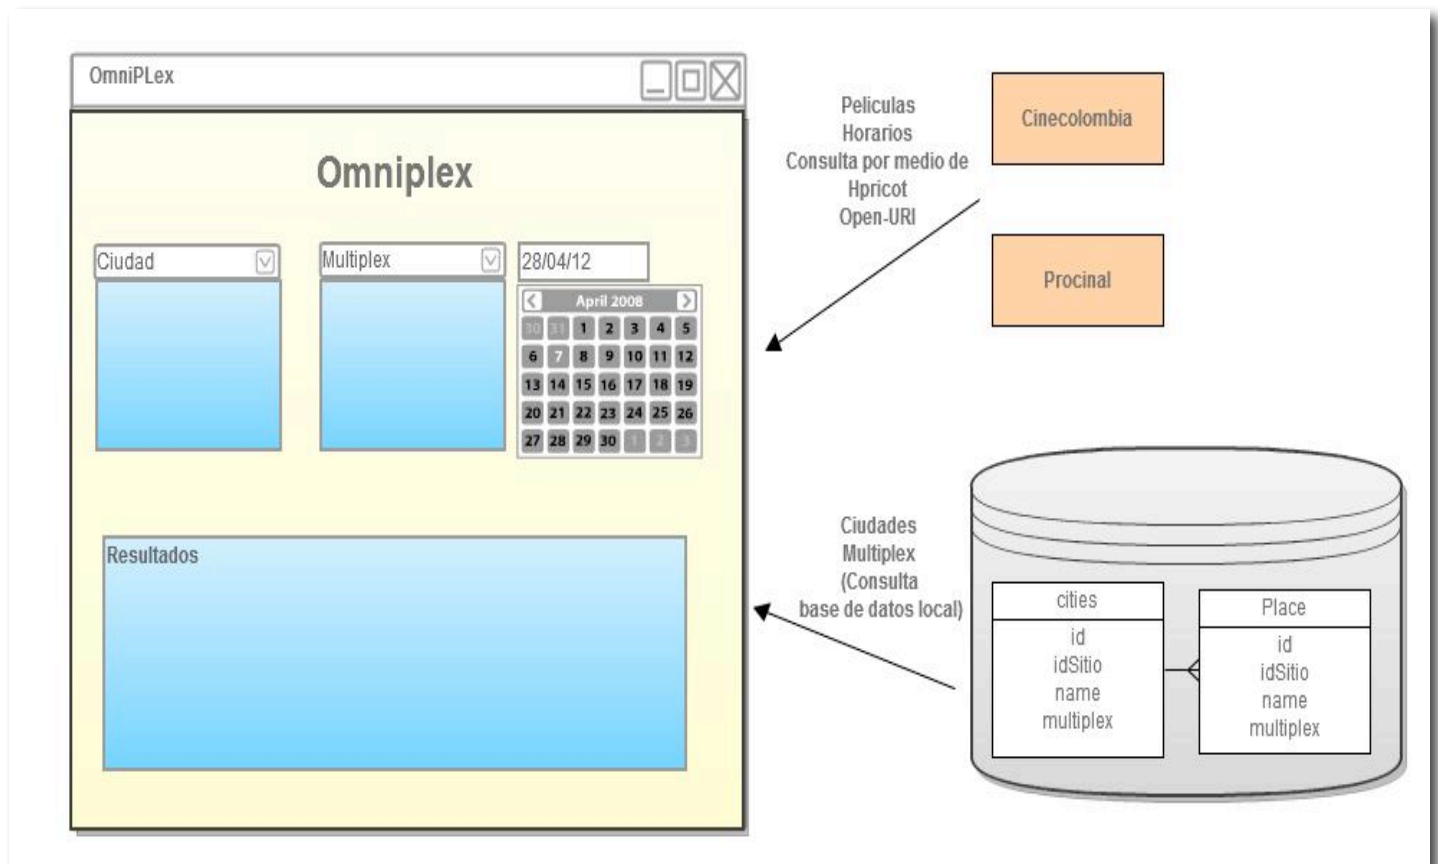 OmniPLex
Omniplex
Ciudad
Multiplex
28/04/12
April 2008
30 31 1 2 3 4 5
6 7 8 9 10 11 12
13 14 15 16 17 18 19
20 21 22 23 24 25 26
27 28 29 30 1 2 3
Resultados
Peliculas
Horarios
Consulta por medio de
Hpricot
Open-URI
Cinecolombia
Procinal
Ciudades
Multiplex
(Consulta
base de datos local)
cities
id
idSitio
name
multiplex
Place
id
idSitio
name
multiplex